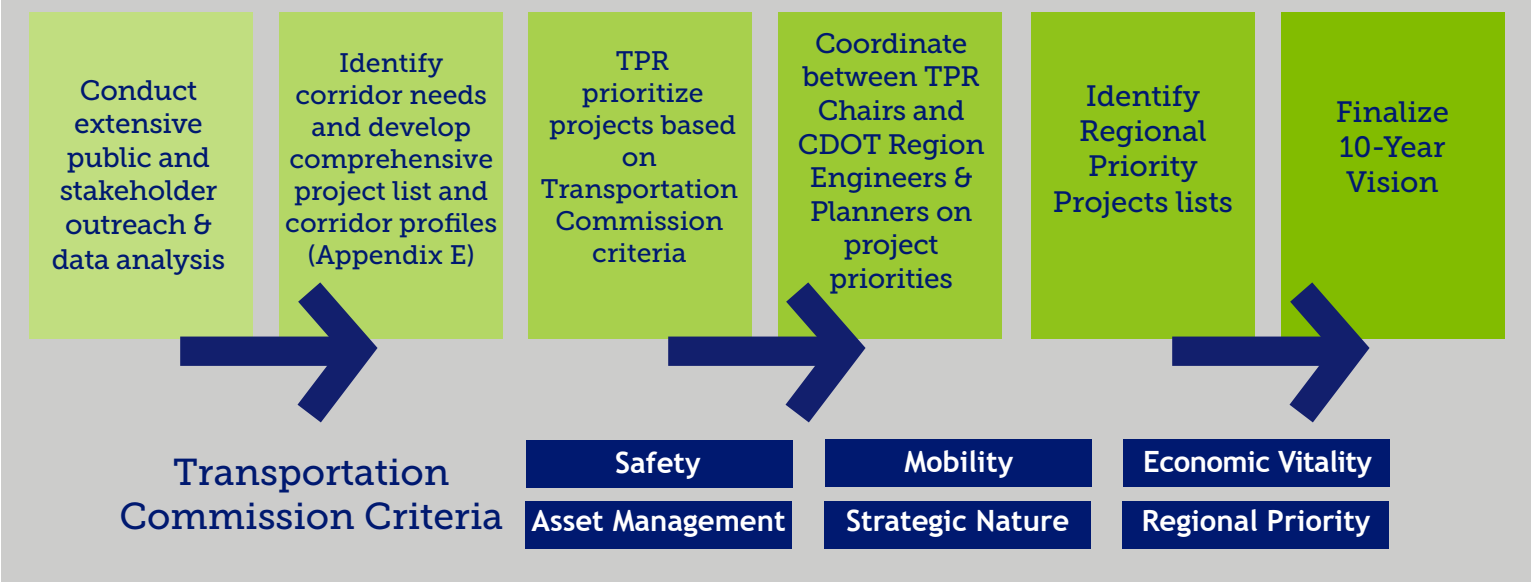 Conduct
extensive
public and
stakeholder
outreach &
data analysis
Identify
corridor needs
and develop
comprehensive
project list and
corridor profiles
(Appendix E)
TPR
prioritize
projects based
on
Transportation
Commission
criteria
Coordinate
between TPR
Chairs and
CDOT Region
Engineers &
Planners on
project
priorities
Identify
Regional
Priority
Projects lists
Finalize
10-Year
Vision
Transportation
Commission Criteria
Safety
Mobility
Economic Vitality
Asset Management
Strategic Nature
Regional Priority